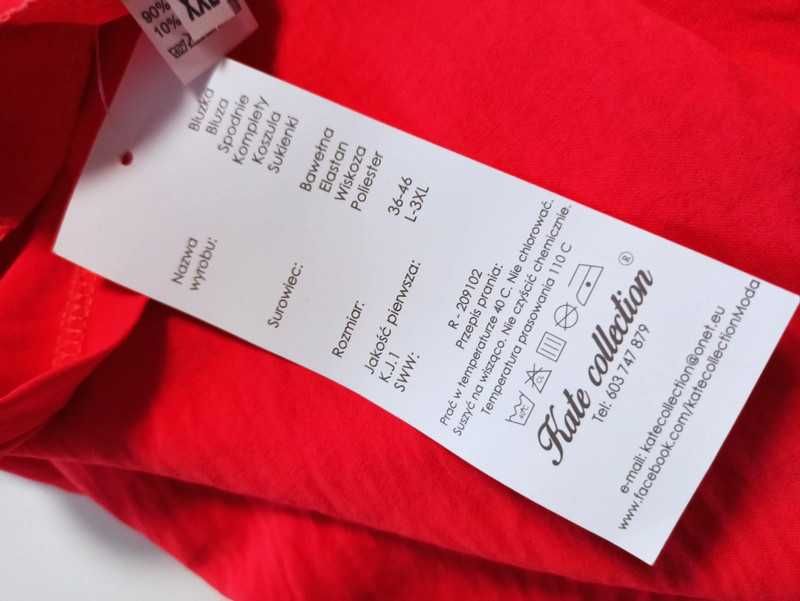 90%
10%
XXL
Nazwa
wyrobu:
Bluzka
Bluza
Spodnie
Komplety
Koszula
Sukienki
Surowiec:
Bawełna
Elastan
Wiskoza
Poliester
Rozmiar:
36-46
L-3XL
Jakość pierwsza:
K.J.1
SWW:
R - 209102
Przepis prania:
Prać w temperaturze 40 C. Nie chlorować.
Suszyć na wisząco. Nie czyścić chemicznie.
Temperatura prasowania 110 C
Kate collection ®
Tel: 603 747 879
e-mail: katecollection@onet.eu
www.facebook.com/katecollectionModa